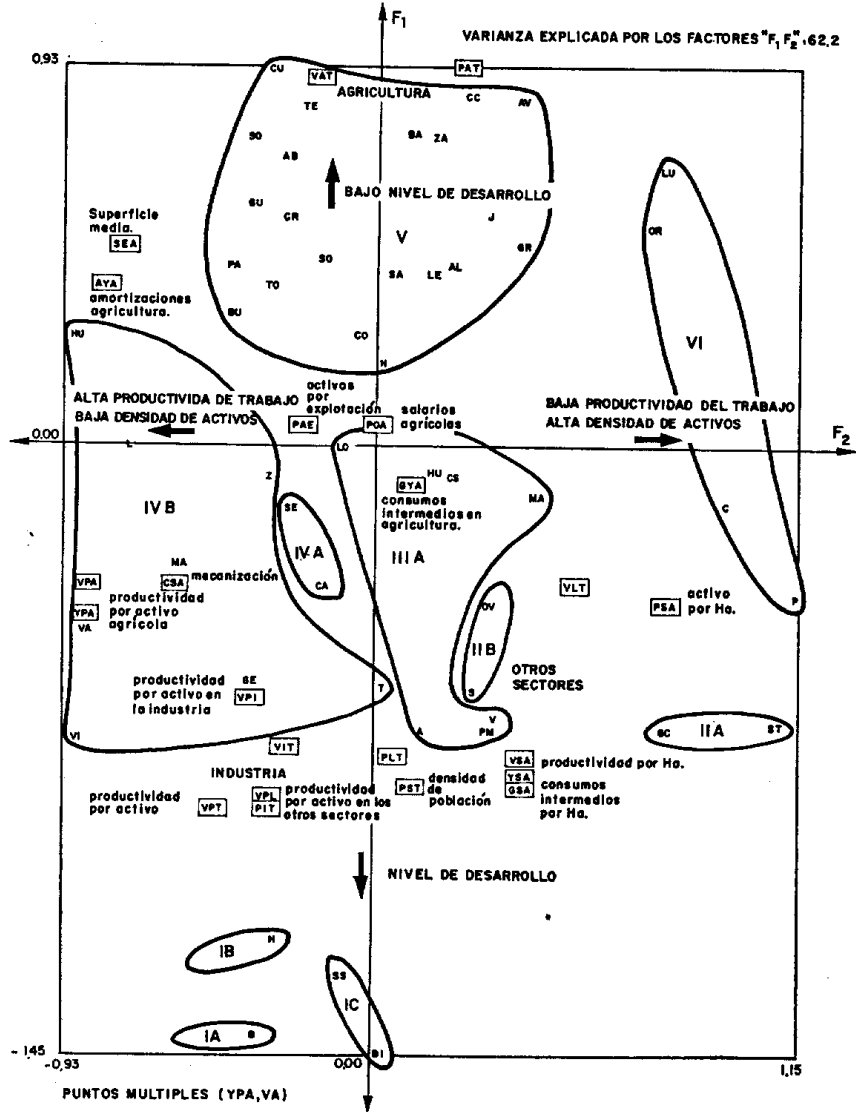 F1
VARIANZA EXPLICADA POR LOS FACTORES "F1 F2":62,2
0,93
CU
VAT
PAT
AGRICULTURA
CC
AV
TE
SO
BA
ZA
AB
LU
BAJO NIVEL DE DESARROLLO
GU
CR
J
OR
Superficie
media.
SEA
V
GR
PA
SO
SA
LE
AL
AYA
TO
amortizaciones
agricultura.
BU
CO
HU
H
VI
activos
por
explotación
ALTA PRODUCTIVIDA DE TRABAJO
BAJA DENSIDAD DE ACTIVOS
PAE
POA
salarios
agrícolas
BAJA PRODUCTIVIDAD DEL TRABAJO
ALTA DENSIDAD DE ACTIVOS
0.00
F2
L
LO
Z
HU
CS
GYA
MA
consumos
intermedios en
agricultura.
IVB
SE
C
IVA
IIIA
MA
VPA
CSA
mecanización
CA
VLT
YPA
productividad
por activo
agrícola
VA
OV
PSA
activo
por Ha.
P
IIB
OTROS
SECTORES
productividad
por activo en
la industria
SE
VPI
T
S
VI
V
A
PM
GC
IIA
ST
VIT
PLT
VSA
productividad por Ha.
INDUSTRIA
YSA
GSA
consumos
intermedios
por Ha.
PST
densidad
de
población
productividad
por activo
VPT
VPL
PIT
productividad
por activo en los
otros sectores
NIVEL DE DESARROLLO
IB
H
SS
IC
IA
B
BI
-1.45
-0,93
0,00
1,15
PUNTOS MULTIPLES (YPA,VA)